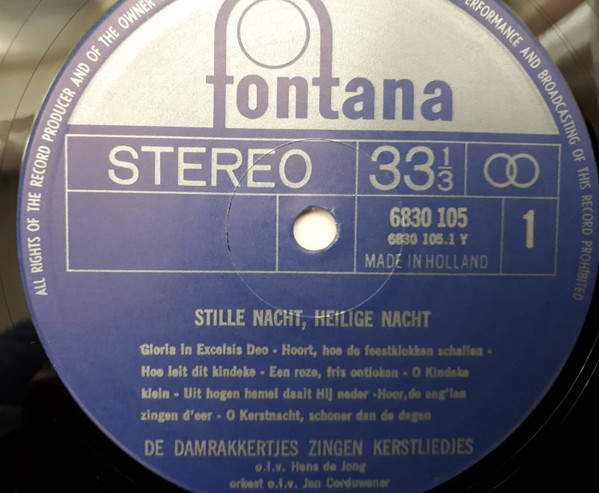 ALL RIGHTS OF THE RECORD PRODUCER AND OF THE OWNER
PERFORMANCE AND BROADCASTING OF THIS RECORD PROHIBITED
fontana
STEREO
33 1/3
6830 105
6830 105.1 Y
MADE IN HOLLAND
1
STILLE NACHT, HEILIGE NACHT
Gloria in Excelsis Deo - Hoort, hoe de feestklokken schallen -
Hoe leit dit kindeke - Een roze, fris ontloken - O Kindeke
klein - Uit hogen hemel daalt Hij neder -Hoor,de eng'len
zingen d'eer - O Kerstnacht, schoner dan de dagen
DE DAMRAKKERTJES ZINGEN KERSTLIEDJES
o.l.v. Hans de Jong
orkest o.l.v. Jan Corduwener